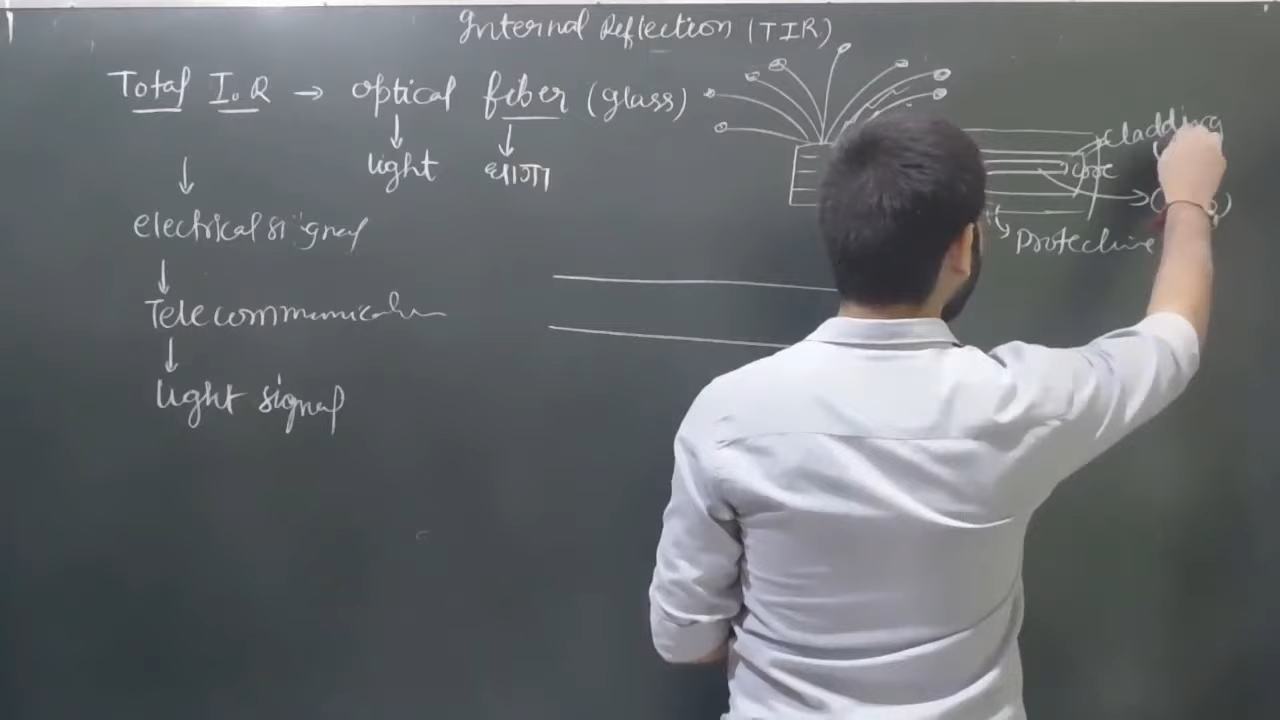 Internal Reflection (TIR)
Total I.R → optical fiber (glass)
light
धागा
electrical signal
Telecommunication
light signal
cladding
core
Protective